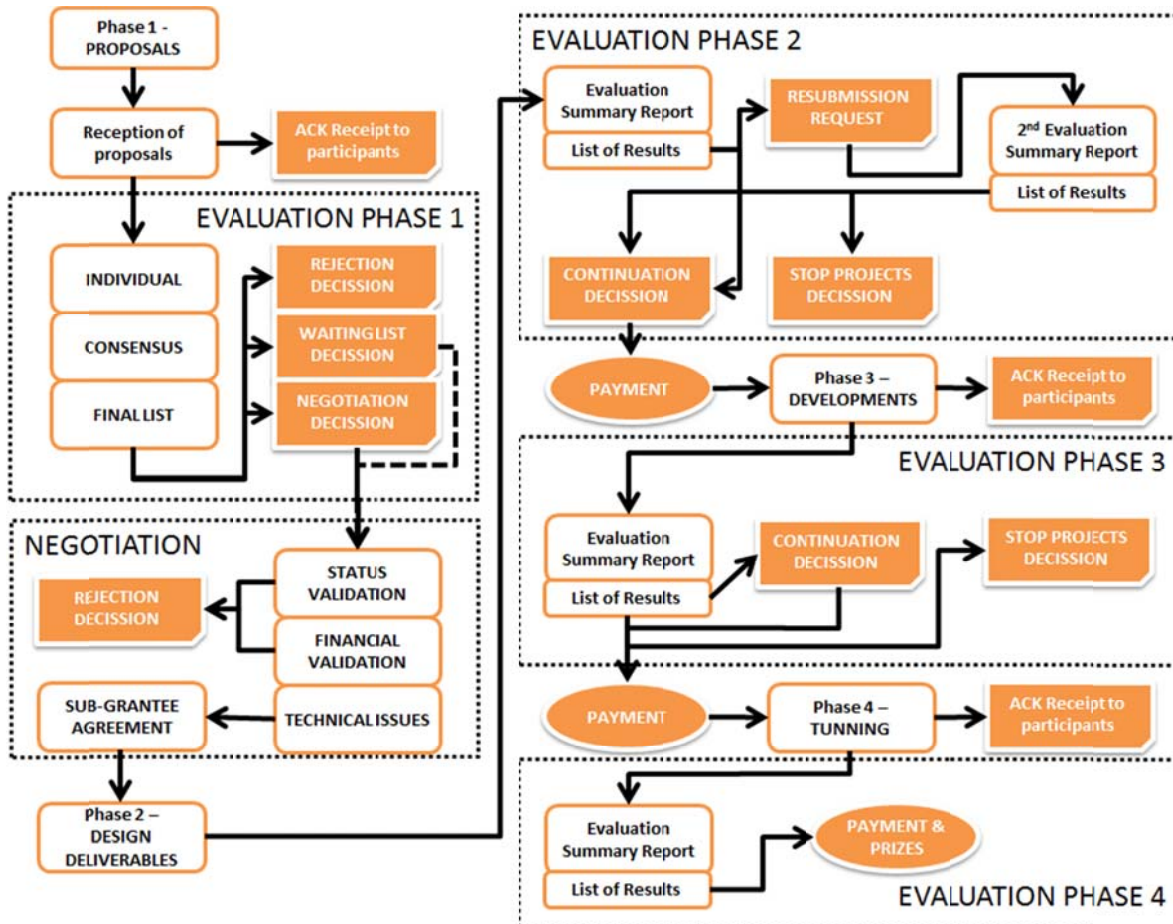 Phase 1 -
PROPOSALS
Reception of
proposals
ACK Receipt to
participants
EVALUATION PHASE 1
INDIVIDUAL
CONSENSUS
FINAL LIST
REJECTION
DECISSION
WAITING LIST
DECISSION
NEGOTIATION
DECISSION
NEGOTIATION
STATUS
VALIDATION
REJECTION
DECISSION
FINANCIAL
VALIDATION
SUB-GRANTEE
AGREEMENT
TECHNICAL ISSUES
Phase 2 –
DESIGN
DELIVERABLES
EVALUATION PHASE 2
Evaluation
Summary Report
List of Results
RESUBMISSION
REQUEST
2nd Evaluation
Summary Report
List of Results
CONTINUATION
DECISSION
STOP PROJECTS
DECISSION
PAYMENT
Phase 3 –
DEVELOPMENTS
ACK Receipt to
participants
EVALUATION PHASE 3
Evaluation
Summary Report
List of Results
CONTINUATION
DECISSION
STOP PROJECTS
DECISSION
PAYMENT
Phase 4 –
TUNNING
ACK Receipt to
participants
Evaluation
Summary Report
List of Results
PAYMENT &
PRIZES
EVALUATION PHASE 4